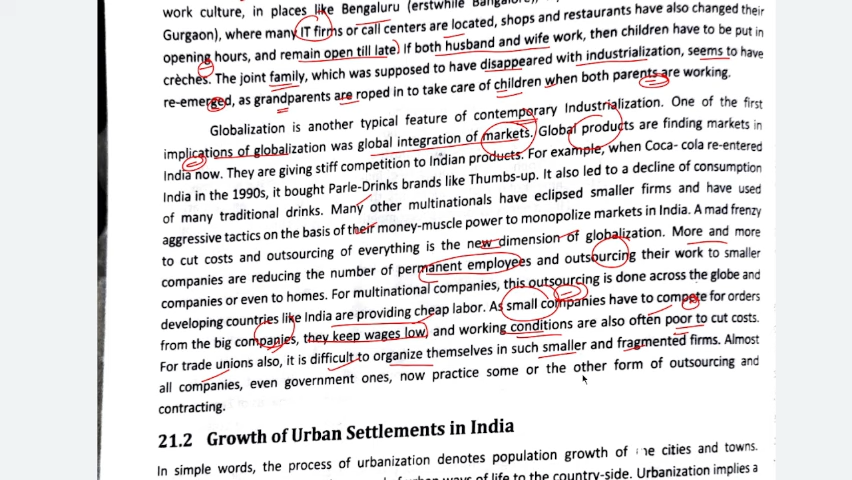 work culture, in places like Bengaluru (erstwhile Bangalore),
Gurgaon), where many IT firms or call centers are located, shops and restaurants have also changed their
opening hours, and remain open till late) If both husband and wife work, then children have to be put in
crèches. The joint family, which was supposed to have disappeared with industrialization, seems to have
re-emerged, as grandparents are roped in to take care of children when both parents are working.
Globalization is another typical feature of contemporary Industrialization. One of the first
implications of globalization was global integration of markets. Global products are finding markets in
India now. They are giving stiff competition to Indian products. For example, when Coca- cola re-entered
India in the 1990s, it bought Parle-Drinks brands like Thumbs-up. It also led to a decline of consumption
of many traditional drinks. Many other multinationals have eclipsed smaller firms and have used
aggressive tactics on the basis of their money-muscle power to monopolize markets in India. A mad frenzy
to cut costs and outsourcing of everything is the new dimension of globalization. More and more
companies are reducing the number of permanent employees and outsourcing their work to smaller
companies or even to homes. For multinational companies, this outsourcing is done across the globe and
developing countries like India are providing cheap labor. As small companies have to compete for orders
from the big companies, they keep wages low, and working conditions are also often poor to cut costs.
For trade unions also, it is difficult to organize themselves in such smaller and fragmented firms. Almost
all companies, even government ones, now practice some or the other form of outsourcing and
contracting.
21.2 Growth of Urban Settlements in India
In simple words, the process of urbanization denotes population growth of the cities and towns.
of urban ways of life to the country-side. Urbanization implies a